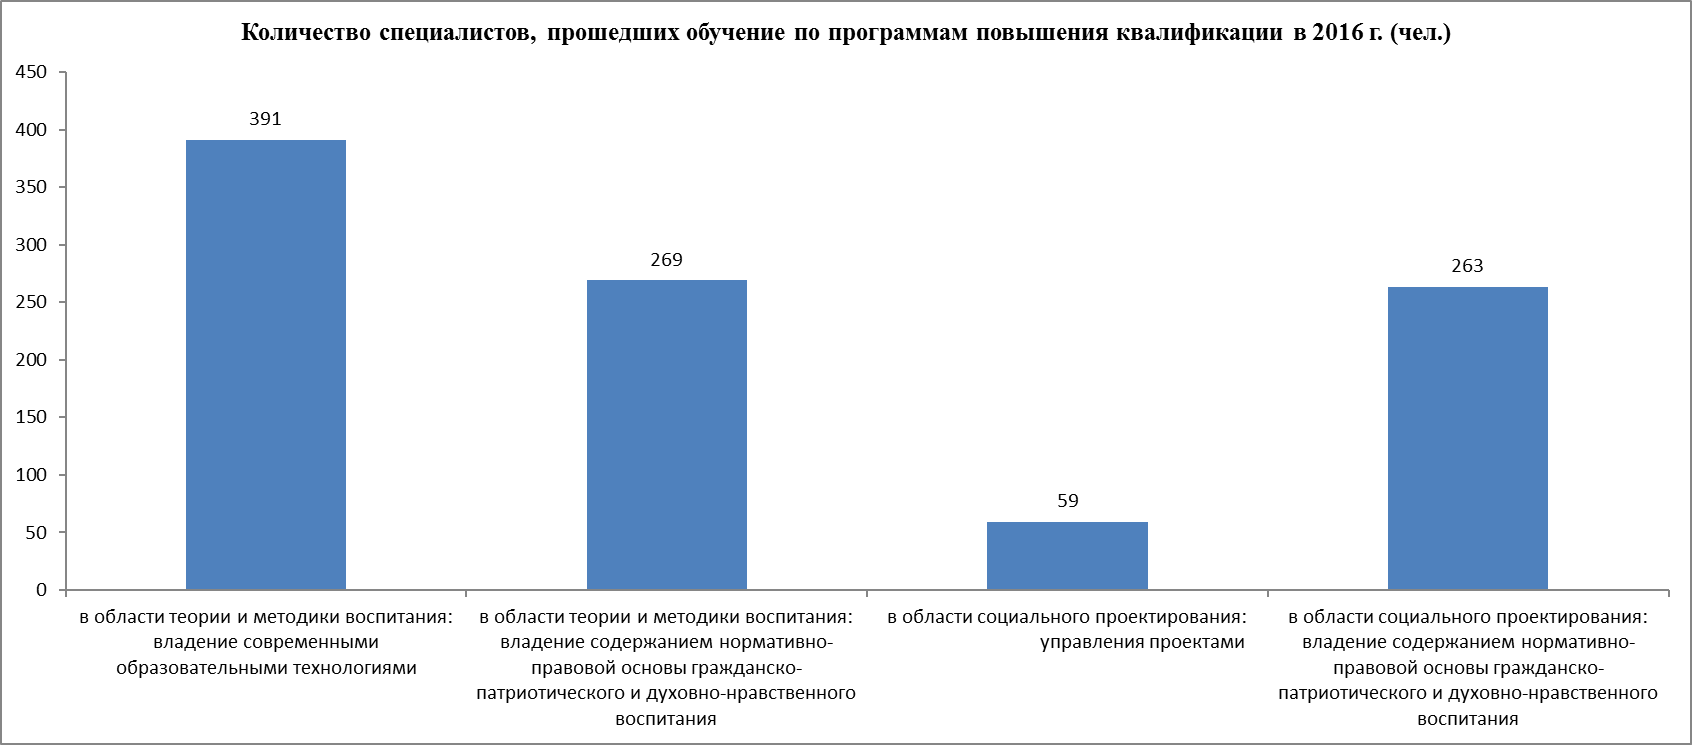 Количество специалистов, прошедших обучение по программам повышения квалификации в 2016 г. (чел.)
450
400
350
300
250
200
150
100
50
0
391
269
59
263
в области теории и методики воспитания:
владение современными
образовательными технологиями
в области теории и методики воспитания:
владение содержанием нормативно-
правовой основы гражданско-
патриотического и духовно-нравственного
воспитания
в области социального проектирования:
управления проектами
в области социального проектирования:
владение содержанием нормативно-
правовой основы гражданско-
патриотического и духовно-нравственного
воспитания